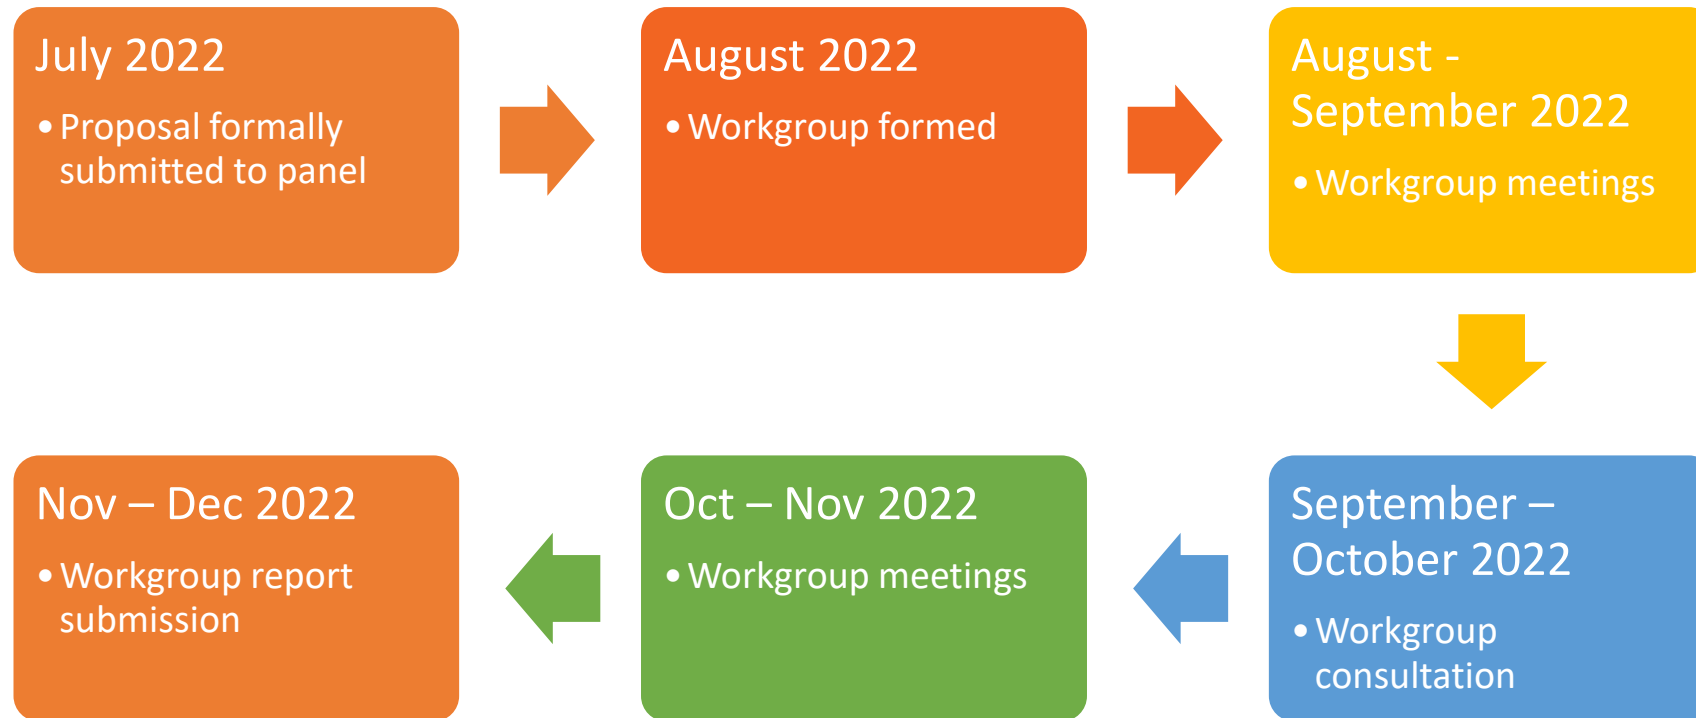 July 2022
• Proposal formally
submitted to panel
August 2022
• Workgroup formed
August -
September 2022
• Workgroup meetings
September –
October 2022
• Workgroup
consultation
Oct – Nov 2022
• Workgroup meetings
Nov – Dec 2022
• Workgroup report
submission